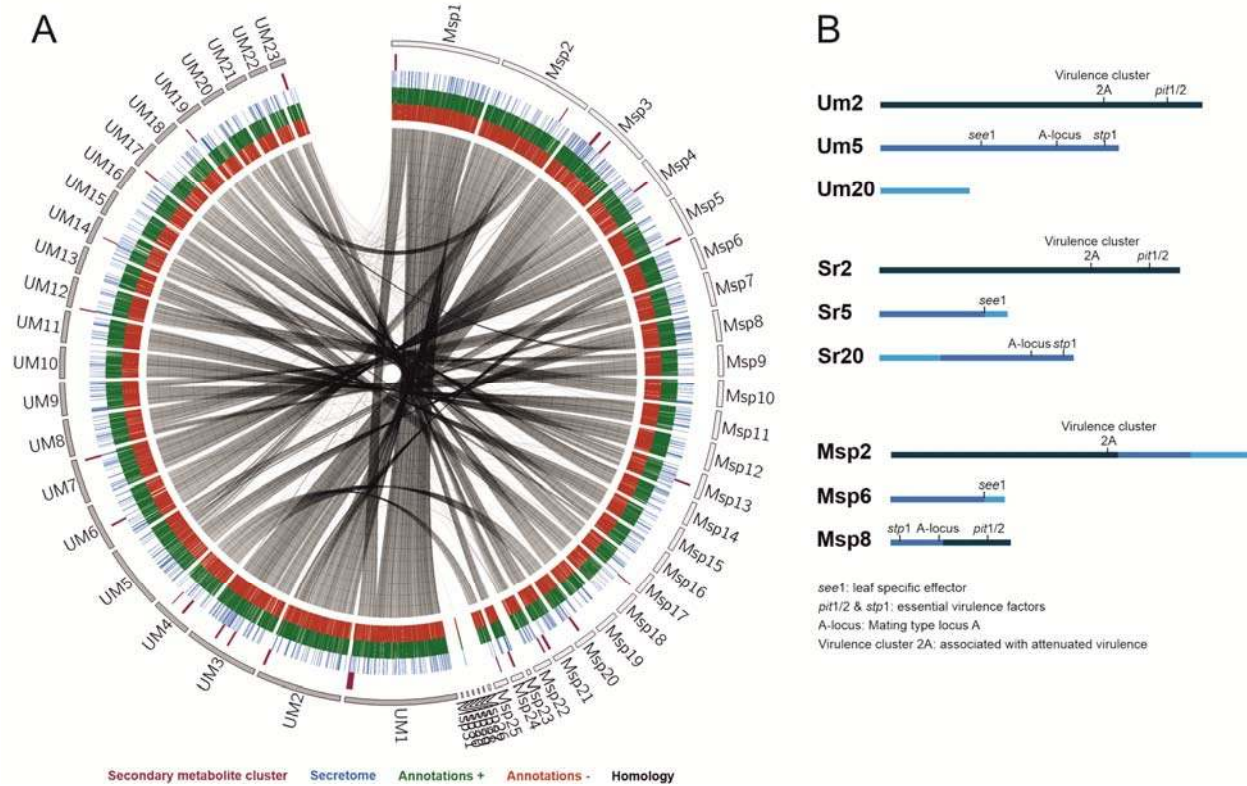 A
UM23
UM22
UM21
UM20
UM19
UM18
UM17
UM16
UM15
UM14
UM13
UM12
UM11
UM10
UM9
UM8
UM7
UM6
UM5
UM4
UM3
UM2
UM1
Msp1
Msp2
Msp3
Msp4
Msp5
Msp6
Msp7
Msp8
Msp9
Msp10
Msp11
Msp12
Msp13
Msp14
Msp15
Msp16
Msp17
Msp18
Msp19
Msp20
Msp21
Msp22
Msp23
Msp24
Msp25
Secondary metabolite cluster Secretome Annotations + Annotations - Homology
B
Virulence cluster
Um2 2A pit1/2
Um5 see1 A-locus stp1
Um20
Virulence cluster
Sr2 2A pit1/2
Sr5 see1
Sr20 A-locus stp1
Virulence cluster
Msp2 2A
Msp6 see1
Msp8 stp1 A-locus pit1/2
see1: leaf specific effector
pit1/2 & stp1: essential virulence factors
A-locus: Mating type locus A
Virulence cluster 2A: associated with attenuated virulence